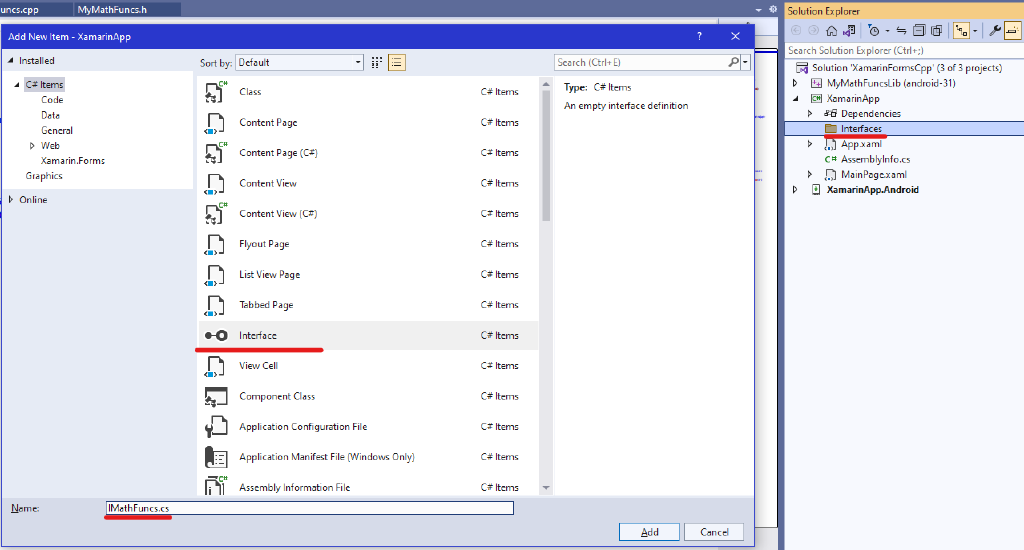 uncs.cpp
MyMathFuncs.h
Add New Item - XamarinApp
?
Installed
Sort by: Default
Search (Ctrl+E)
C# Items
Code
Data
General
Web
Xamarin.Forms
Graphics
Online
Class C# Items
Content Page C# Items
Content Page (C#) C# Items
Content View C# Items
Content View (C#) C# Items
Flyout Page C# Items
List View Page C# Items
Tabbed Page C# Items
Interface C# Items
View Cell C# Items
Component Class C# Items
Application Configuration File C# Items
Application Manifest File (Windows Only) C# Items
Assembly Information File C# Items
Type: C# Items
An empty interface definition
Name: IMathFuncs.cs
Add
Cancel
Solution Explorer
Search Solution Explorer (Ctrl+;)
Solution 'XamarinFormsCpp' (3 of 3 projects)
MyMathFuncsLib (android-31)
C# XamarinApp
Dependencies
Interfaces
App.xaml
C# AssemblyInfo.cs
MainPage.xaml
XamarinApp.Android